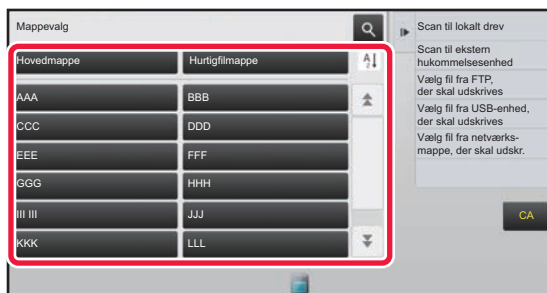 Mappevalg
Hovedmappe
Hurtigfilmappe
AAA
BBB
CCC
DDD
EEE
FFF
GGG
HHH
III III
JJJ
KKK
LLL
Scan til lokalt drev
Scan til ekstern
hukommelsesenhed
Vælg fil fra FTP,
der skal udskrives
Vælg fil fra USB-enhed,
der skal udskrives
Vælg fil fra netværks-
mappe, der skal udskr.
CA